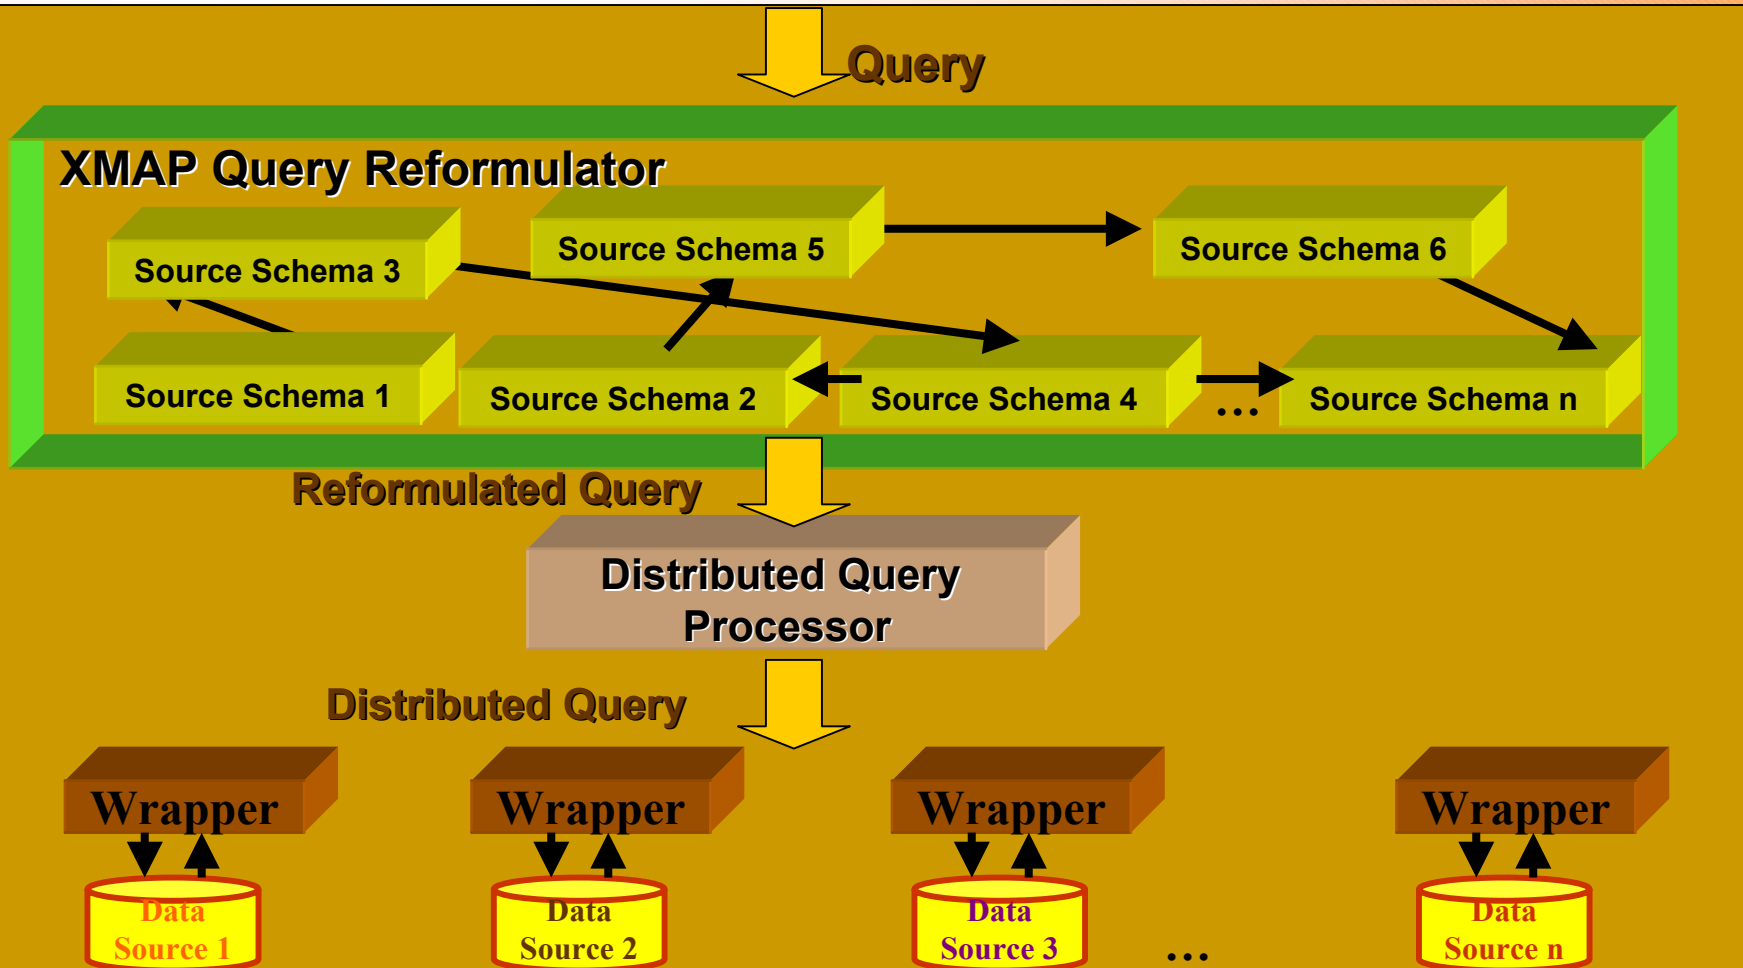 Query
XMAP Query Reformulator
Source Schema 3
Source Schema 5
Source Schema 6
Source Schema 1
Source Schema 2
Source Schema 4
...
Source Schema n
Reformulated Query
Distributed Query
Processor
Distributed Query
Wrapper
Wrapper
Wrapper
Wrapper
Data
Source 1
Data
Source 2
Data
Source 3
...
Data
Source n